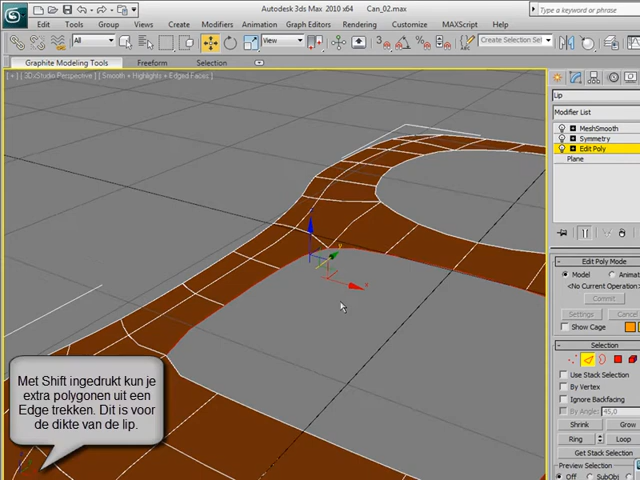 Autodesk 3ds Max 2010 x64 Can_02.max
Type a keyword or phrase
Edit Tools Group Views Create Modifiers Animation Graph Editors Rendering Customize MAXScript Help
All View Create Selection Set
Graphite Modeling Tools Freeform Selection
[ + ] [ 3DxStudio Perspective ] [ Smooth + Highlights + Edged Faces ]
Lip
Modifier List
MeshSmooth
Symmetry
Edit Poly
Plane
Edit Poly Mode
Model Animat
<No Current Operation>
Commit
Settings Cancel
Show Cage
Selection
Use Stack Selection
By Vertex
Ignore Backfacing
By Angle: 45,0
Shrink Grow
Ring Loop
Get Stack Selection
Preview Selection
Off SubObj
z
y
x
Met Shift ingedrukt kun je
extra polygonen uit een
Edge trekken. Dit is voor
de dikte van de lip.